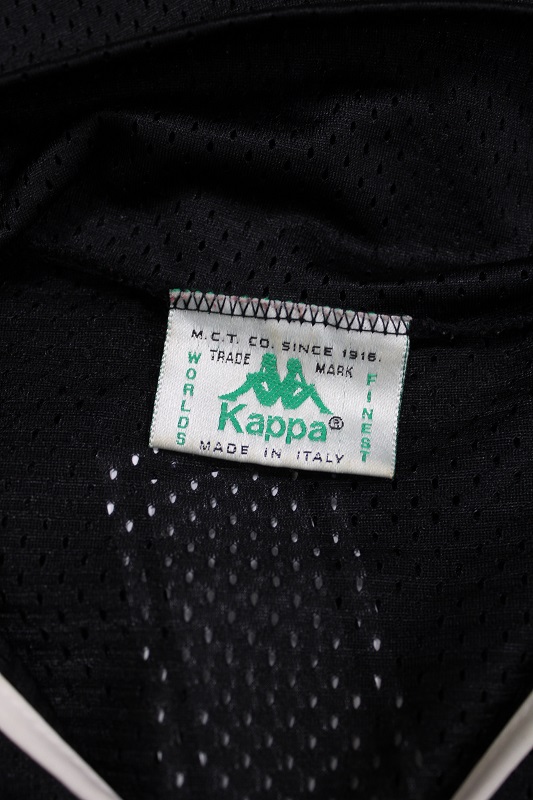 M.C.T. CO. SINCE 1916.
TRADE MARK
WORLDS
FINEST
Kappa®
MADE IN ITALY